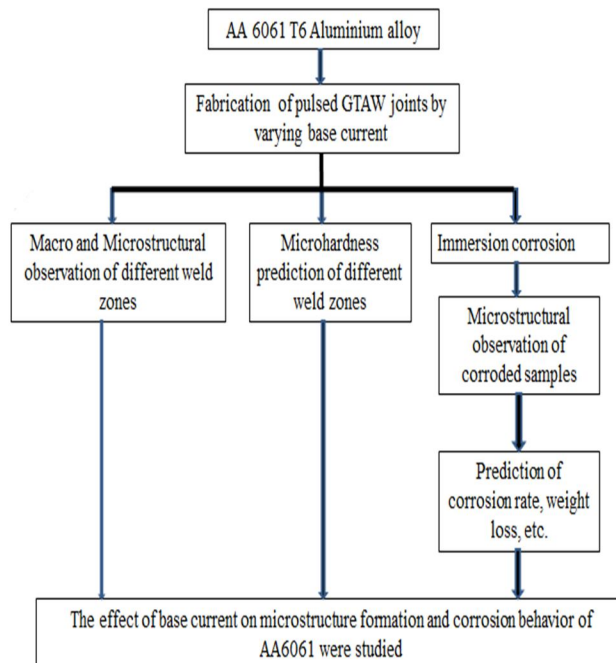 AA 6061 T6 Aluminium alloy
Fabrication of pulsed GTAW joints by
varying base current
Macro and Microstructural
observation of different weld
zones
Microhardness
prediction of different
weld zones
Immersion corrosion
Microstructural
observation of
corroded samples
Prediction of
corrosion rate, weight
loss, etc.
The effect of base current on microstructure formation and corrosion behavior of
AA6061 were studied